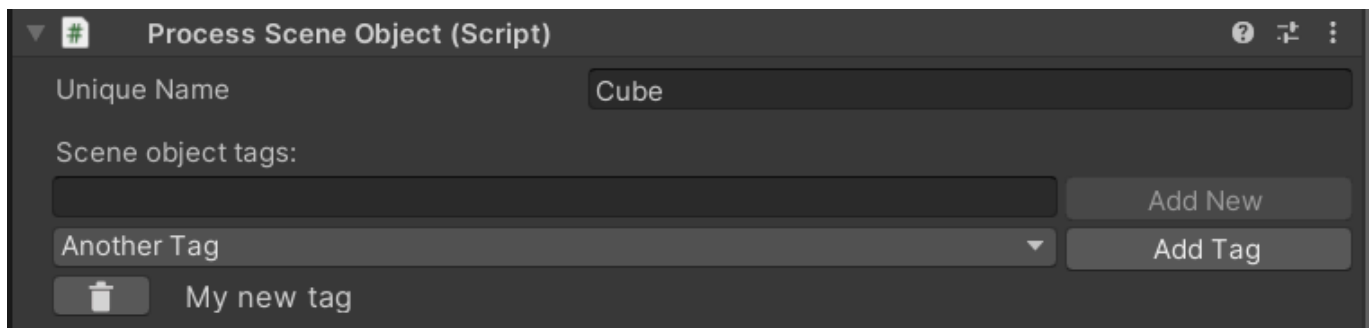 # Process Scene Object (Script) ?
Unique Name Cube
Scene object tags:
Add New
Another Tag Add Tag
My new tag